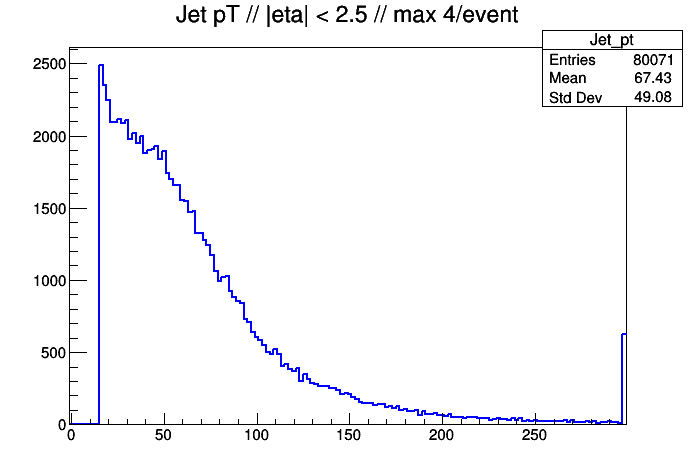 Jet pT // |eta| < 2.5 // max 4/event
Jet_pt
Entries 80071
Mean 67.43
Std Dev 49.08
2500
2000
1500
1000
500
0
0 50 100 150 200 250